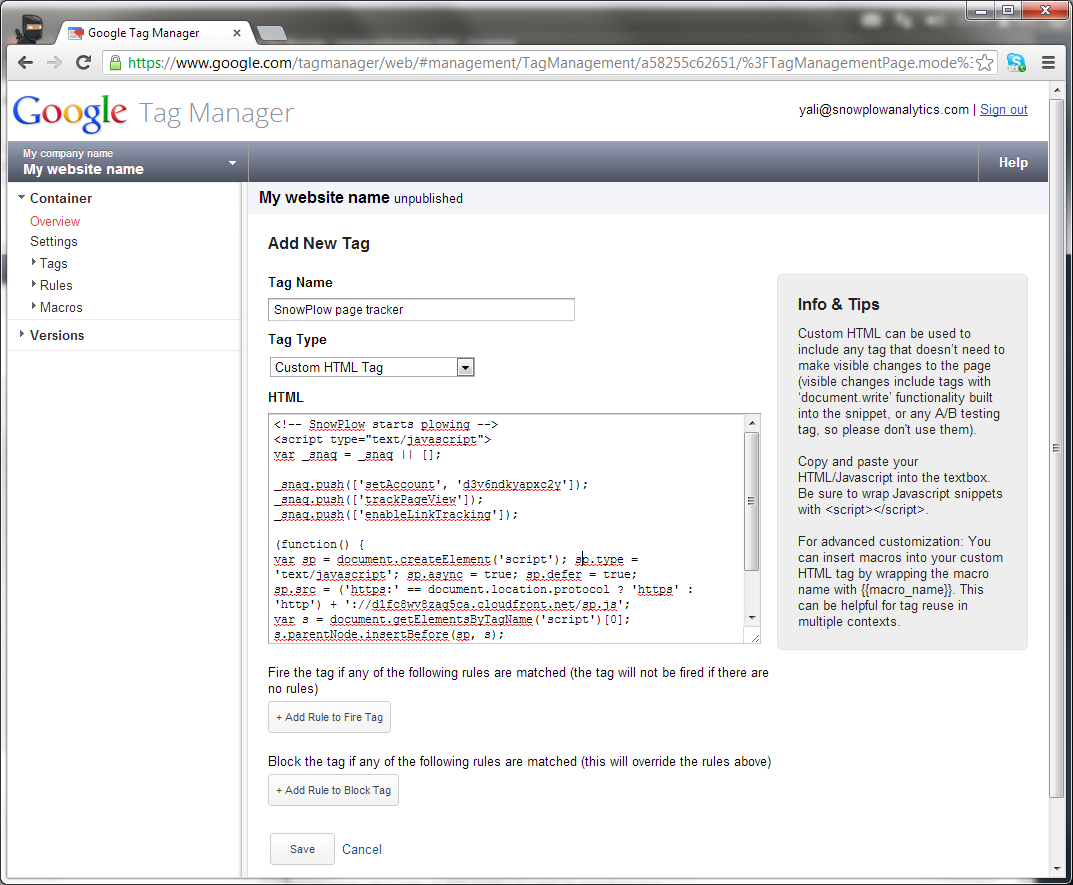 Google Tag Manager
https://www.google.com/tagmanager/web/#management/TagManagement/a58255c62651/%3FTagManagementPage.mode%3
Google Tag Manager
yali@snowplowanalytics.com | Sign out
My company name
My website name
Help
Container
Overview
Settings
Tags
Rules
Macros
Versions
My website name unpublished
Add New Tag
Tag Name
SnowPlow page tracker
Tag Type
Custom HTML Tag
HTML
<!-- SnowPlow starts plowing -->
<script type="text/javascript">
var _snaq = _snaq || [];
_snaq.push(['setAccount', 'd3v6ndkyapxc2y']);
_snaq.push(['trackPageView']);
_snaq.push(['enableLinkTracking']);
(function() {
var sp = document.createElement('script'); sp.type =
'text/javascript'; sp.async = true; sp.defer = true;
sp.src = ('https:' == document.location.protocol ? 'https' :
'http') + '://d1fc8wv8zag5ca.cloudfront.net/sp.js';
var s = document.getElementsByTagName('script')[0];
s.parentNode.insertBefore(sp, s);
Fire the tag if any of the following rules are matched (the tag will not be fired if there are
no rules)
+ Add Rule to Fire Tag
Block the tag if any of the following rules are matched (this will override the rules above)
+ Add Rule to Block Tag
Save
Cancel
Info & Tips
Custom HTML can be used to
include any tag that doesn't need to
make visible changes to the page
(visible changes include tags with
'document.write' functionality built
into the snippet, or any A/B testing
tag, so please don't use them).
Copy and paste your
HTML/Javascript into the textbox.
Be sure to wrap Javascript snippets
with <script></script>.
For advanced customization: You
can insert macros into your custom
HTML tag by wrapping the macro
name with {{macro_name}}. This
can be helpful for tag reuse in
multiple contexts.